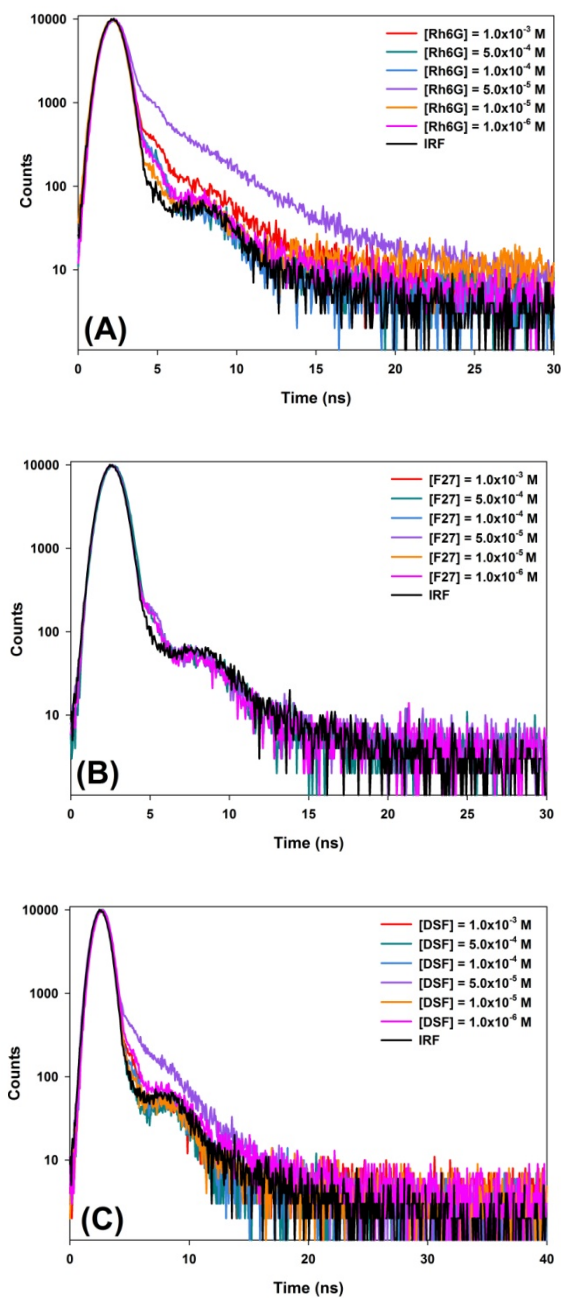 10000
1000
100
10
Counts
[Rh6G] = 1.0x10⁻³ M
[Rh6G] = 5.0x10⁻⁴ M
[Rh6G] = 1.0x10⁻⁴ M
[Rh6G] = 5.0x10⁻⁵ M
[Rh6G] = 1.0x10⁻⁵ M
[Rh6G] = 1.0x10⁻⁶ M
IRF
(A)
0 5 10 15 20 25 30
Time (ns)
10000
1000
100
10
Counts
[F27] = 1.0x10⁻³ M
[F27] = 5.0x10⁻⁴ M
[F27] = 1.0x10⁻⁴ M
[F27] = 5.0x10⁻⁵ M
[F27] = 1.0x10⁻⁵ M
[F27] = 1.0x10⁻⁶ M
IRF
(B)
0 5 10 15 20 25 30
Time (ns)
10000
1000
100
10
Counts
[DSF] = 1.0x10⁻³ M
[DSF] = 5.0x10⁻⁴ M
[DSF] = 1.0x10⁻⁴ M
[DSF] = 5.0x10⁻⁵ M
[DSF] = 1.0x10⁻⁵ M
[DSF] = 1.0x10⁻⁶ M
IRF
(C)
0 10 20 30 40
Time (ns)